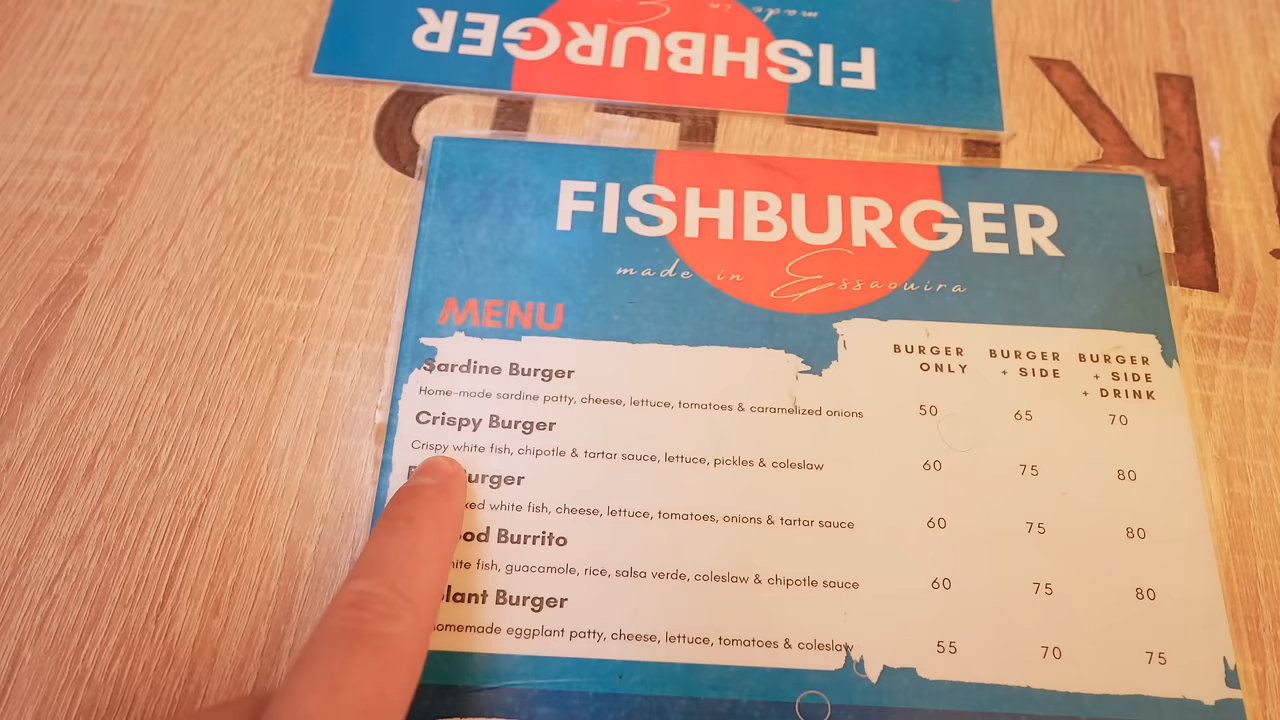 FISHBURGER
made in
FISHBURGER
made in Essaouira
MENU
BURGER ONLY
BURGER + SIDE
BURGER + SIDE + DRINK
Sardine Burger
Home-made sardine patty, cheese, lettuce, tomatoes & caramelized onions 50 65 70
Crispy Burger
Crispy white fish, chipotle & tartar sauce, lettuce, pickles & coleslaw 60 75 80
urger
ked white fish, cheese, lettuce, tomatoes, onions & tartar sauce 60 75 80
od Burrito
hite fish, guacamole, rice, salsa verde, coleslaw & chipotle sauce 60 75 80
plant Burger
omemade eggplant patty, cheese, lettuce, tomatoes & coleslaw 55 70 75